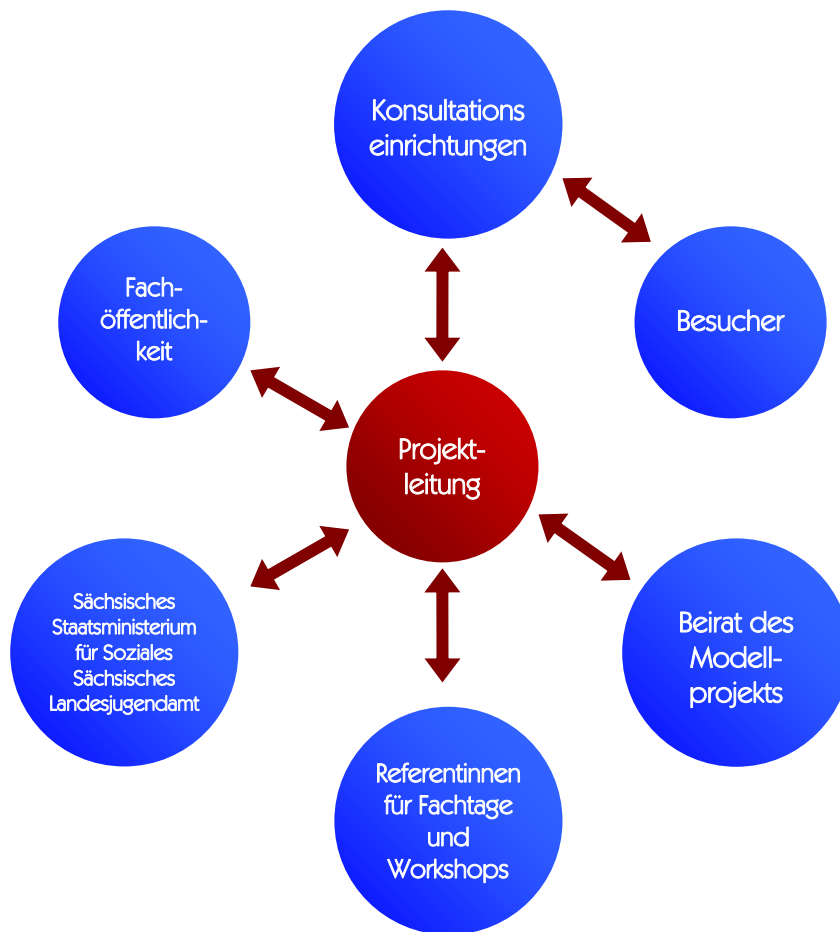 Konsultations
einrichtungen
Fach-
öffentlich-
keit
Besucher
Projekt-
leitung
Sächsisches
Staatsministerium
für Soziales
Sächsisches
Landesjugendamt
Beirat des
Modell-
projekts
Referentinnen
für Fachtage
und
Workshops